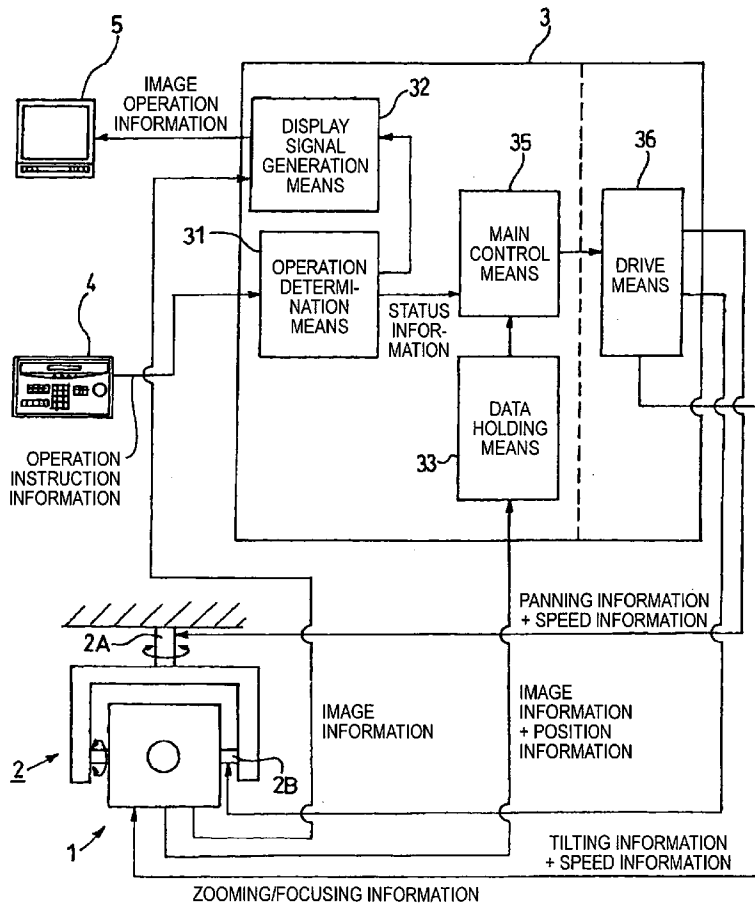 5
3
IMAGE
OPERATION
INFORMATION
32
DISPLAY
SIGNAL
GENERATION
MEANS
35
36
31
OPERATION
DETERMI-
NATION
MEANS
MAIN
CONTROL
MEANS
DRIVE
MEANS
4
STATUS
INFOR-
MATION
DATA
HOLDING
MEANS
33
OPERATION
INSTRUCTION
INFORMATION
PANNING INFORMATION
+ SPEED INFORMATION
2A
IMAGE
INFORMATION
IMAGE
INFORMATION
+ POSITION
INFORMATION
2
2B
1
TILTING INFORMATION
+ SPEED INFORMATION
ZOOMING/FOCUSING INFORMATION